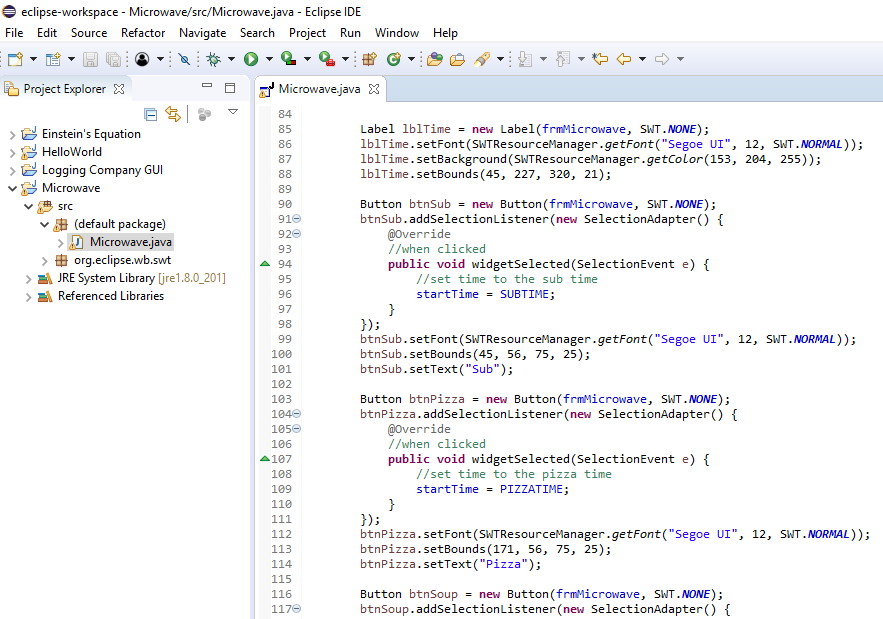 eclipse-workspace - Microwave/src/Microwave.java - Eclipse IDE
File Edit Source Refactor Navigate Search Project Run Window Help
Project Explorer
Einstein's Equation
HelloWorld
Logging Company GUI
Microwave
src
(default package)
Microwave.java
org.eclipse.wb.swt
JRE System Library [jre1.8.0_201]
Referenced Libraries
Microwave.java
84
85 Label lblTime = new Label(frmMicrowave, SWT.NONE);
86 lblTime.setFont(SWTResourceManager.getFont("Segoe UI", 12, SWT.NORMAL));
87 lblTime.setBackground(SWTResourceManager.getColor(153, 204, 255));
88 lblTime.setBounds(45, 227, 320, 21);
89
90 Button btnSub = new Button(frmMicrowave, SWT.NONE);
91 btnSub.addSelectionListener(new SelectionAdapter() {
92 @Override
93 //when clicked
94 public void widgetSelected(SelectionEvent e) {
95 //set time to the sub time
96 startTime = SUBTIME;
97 }
98 });
99 btnSub.setFont(SWTResourceManager.getFont("Segoe UI", 12, SWT.NORMAL));
100 btnSub.setBounds(45, 56, 75, 25);
101 btnSub.setText("Sub");
102
103 Button btnPizza = new Button(frmMicrowave, SWT.NONE);
104 btnPizza.addSelectionListener(new SelectionAdapter() {
105 @Override
106 //when clicked
107 public void widgetSelected(SelectionEvent e) {
108 //set time to the pizza time
109 startTime = PIZZATIME;
110 }
111 });
112 btnPizza.setFont(SWTResourceManager.getFont("Segoe UI", 12, SWT.NORMAL));
113 btnPizza.setBounds(171, 56, 75, 25);
114 btnPizza.setText("Pizza");
115
116 Button btnSoup = new Button(frmMicrowave, SWT.NONE);
117 btnSoup.addSelectionListener(new SelectionAdapter() {